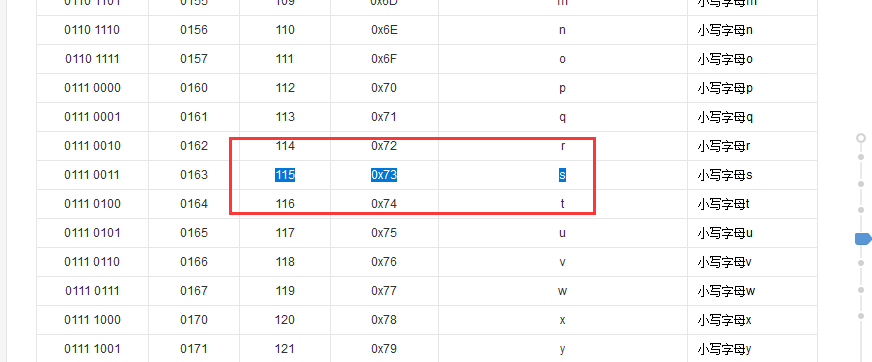 0110 1101 0155 109 0x6D m 小写字母m
0110 1110 0156 110 0x6E n 小写字母n
0110 1111 0157 111 0x6F o 小写字母o
0111 0000 0160 112 0x70 p 小写字母p
0111 0001 0161 113 0x71 q 小写字母q
0111 0010 0162 114 0x72 r 小写字母r
0111 0011 0163 115 0x73 s 小写字母s
0111 0100 0164 116 0x74 t 小写字母t
0111 0101 0165 117 0x75 u 小写字母u
0111 0110 0166 118 0x76 v 小写字母v
0111 0111 0167 119 0x77 w 小写字母w
0111 1000 0170 120 0x78 x 小写字母x
0111 1001 0171 121 0x79 y 小写字母y